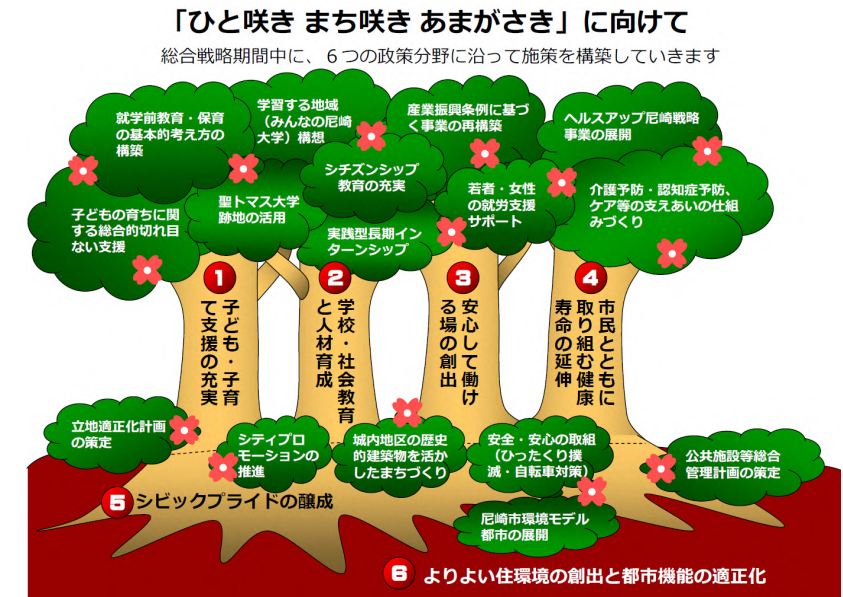 「ひと咲き まち咲き あまがさき」に向けて
総合戦略期間中に、６つの政策分野に沿って施策を構築していきます
就学前教育・保育
の基本的考え方の
構築
学習する地域
（みんなの尼崎
大学）構想
産業振興条例に基づ
く事業の再構築
ヘルスアップ尼崎戦略
事業の展開
シチズンシップ
教育の充実
子どもの育ちに関
する総合的切れ目
ない支援
聖トマス大学
跡地の活用
実践型長期イン
ターンシップ
若者・女性
の就労支援
サポート
介護予防・認知症予防、
ケア等の支えあいの仕組
みづくり
1
子ども・子育
て支援の充実
2
学校・社会教育
と人材育成
3
安心して働け
る場の創出
4
市民とともに
取り組む健康
寿命の延伸
立地適正化計画
の策定
シティプロ
モーションの
推進
城内地区の歴史
的建築物を活か
したまちづくり
安全・安心の取組
（ひったくり撲
滅・自転車対策）
公共施設等総合
管理計画の策定
5 シビックプライドの醸成
尼崎市環境モデル
都市の展開
6 よりよい住環境の創出と都市機能の適正化